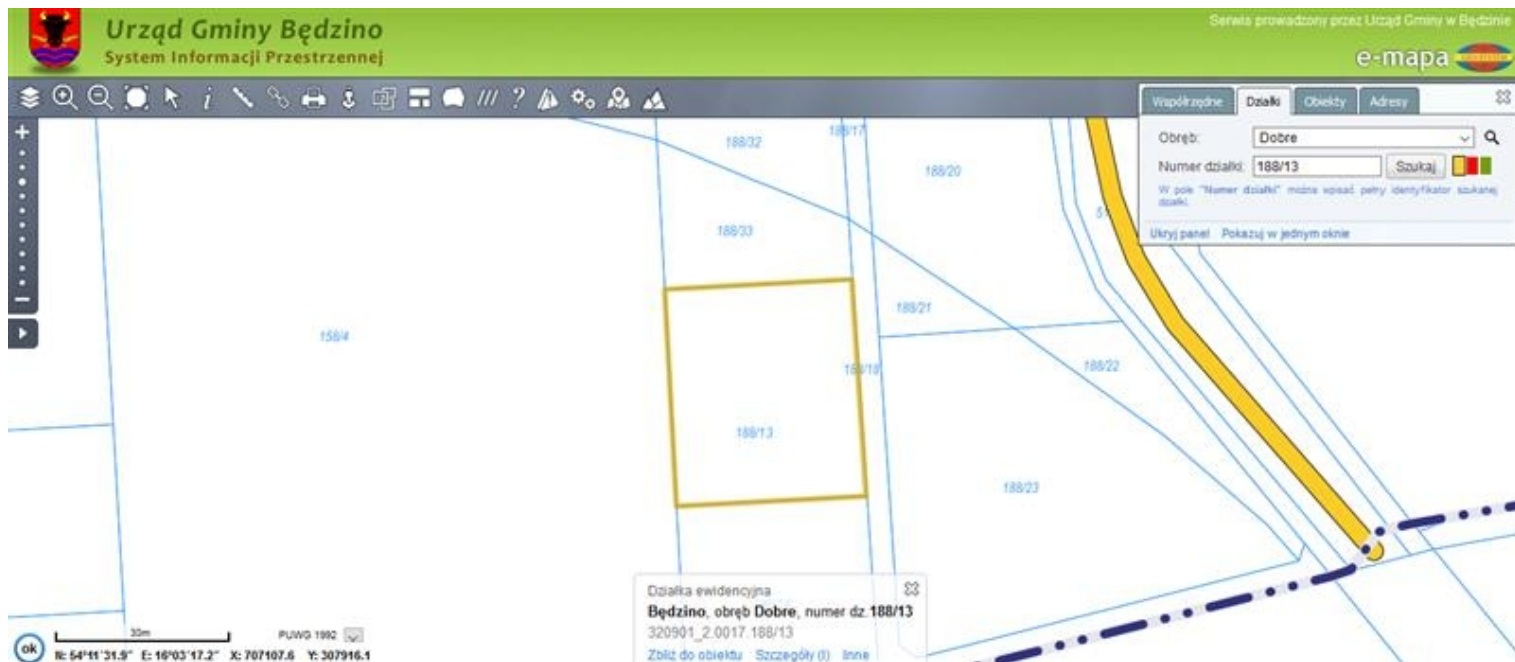 Urząd Gminy Będzino
System Informacji Przestrzennej
Serwis prowadzony przez Urząd Gminy w Będzinie
e-mapa
Współrzędne Działki Obiekty Adresy
Obręb: Dobre
Numer działki: 188/13 Szukaj
W pole "Numer działki" można wpisać pełny identyfikator szukanej działki.
Ukryj panel Pokazuj w jednym oknie
188/32
188/17
188/20
188/33
188/21
158/4
188/18
188/22
188/13
188/23
Działka ewidencyjna
Będzino, obręb Dobre, numer dz.188/13
320901_2.0017.188/13
Zbliż do obiektu Szczegóły (i) Inne
ok
30m
PUWG 1992
N: 54°11'31.9" E: 16°03'17.2" X: 707107.6 Y: 307916.1